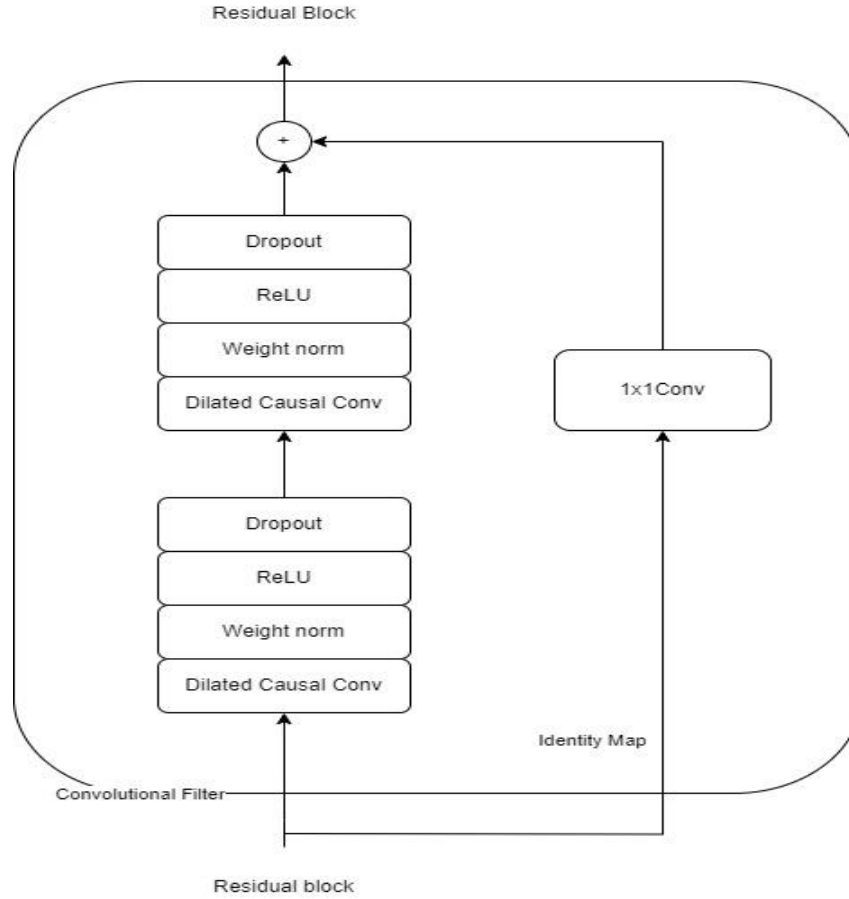 Residual Block
+
Dropout
ReLU
Weight norm
Dilated Causal Conv
1x1Conv
Dropout
ReLU
Weight norm
Dilated Causal Conv
Identity Map
Convolutional Filter
Residual block